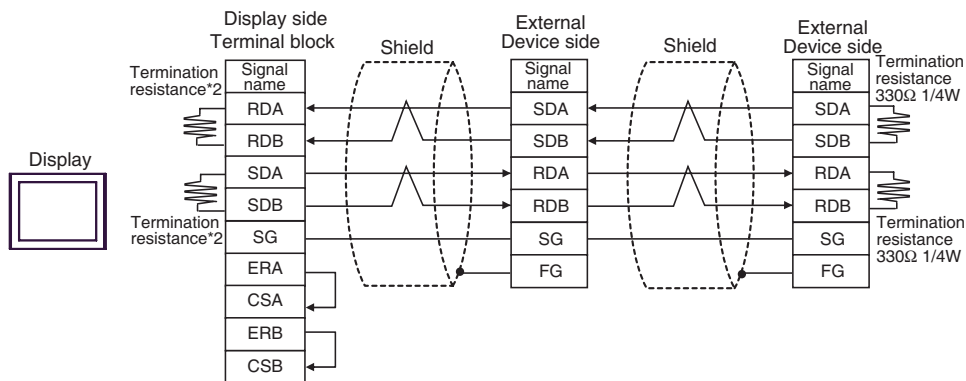 Display side
Terminal block
Shield
External
Device side
Shield
External
Device side
Termination
resistance*2
Signal
name
Signal
name
Signal
name
Termination
resistance
330Ω 1/4W
RDA
SDA
SDA
RDB
SDB
SDB
Display
SDA
RDA
RDA
SDB
RDB
RDB
Termination
resistance*2
SG
SG
SG
Termination
resistance
330Ω 1/4W
ERA
FG
FG
CSA
ERB
CSB